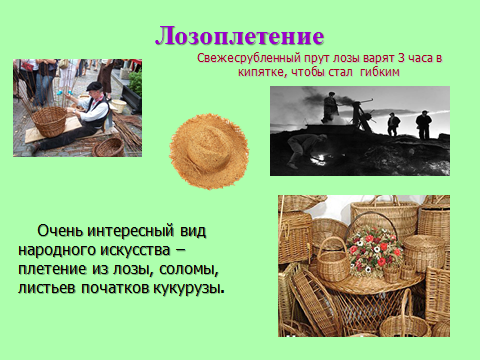 Лозоплетение
Свежесрубленный прут лозы варят 3 часа в
кипятке, чтобы стал гибким
Очень интересный вид
народного искусства –
плетение из лозы, соломы,
листьев початков кукурузы.